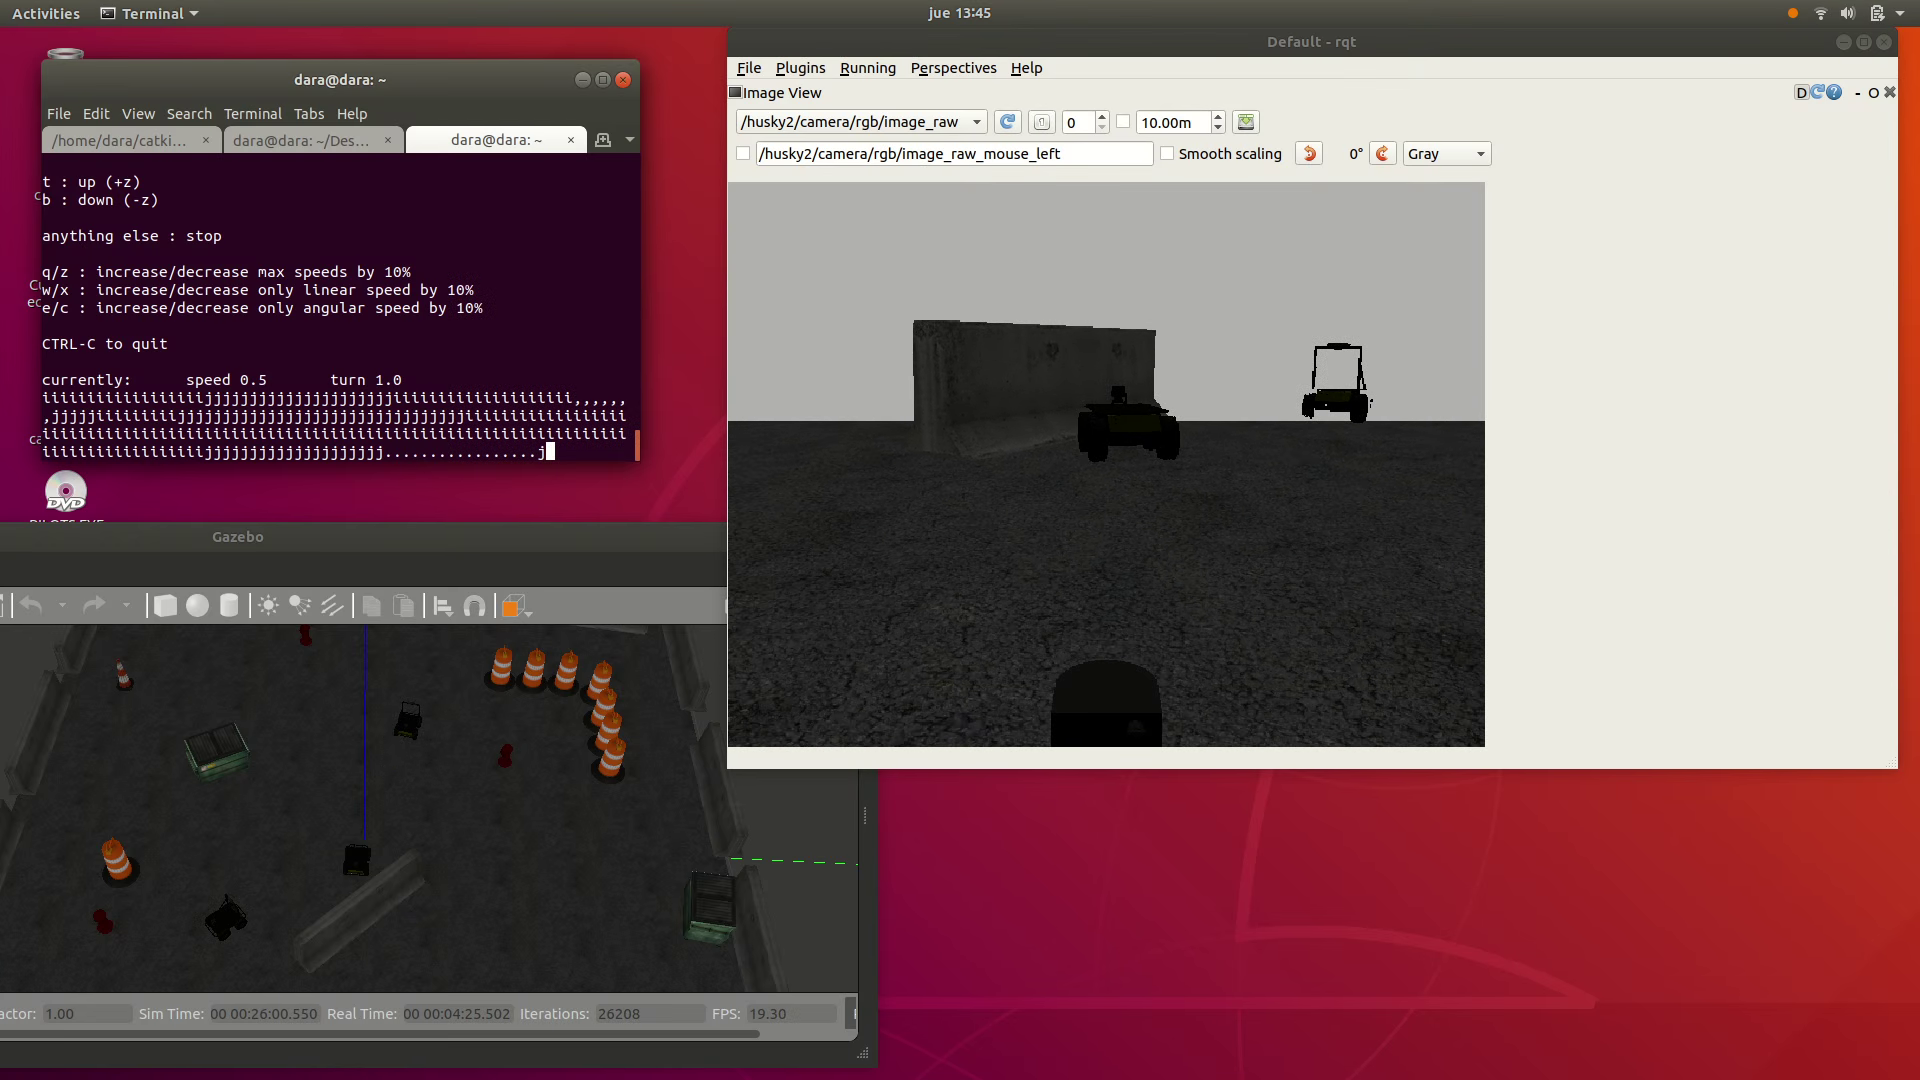 Activities
Terminal
jue 13:45
dara@dara: ~
File Edit View Search Terminal Tabs Help
/home/dara/catki...
dara@dara: ~/Des...
dara@dara: ~
t : up (+z)
b : down (-z)
anything else : stop
q/z : increase/decrease max speeds by 10%
w/x : increase/decrease only linear speed by 10%
e/c : increase/decrease only angular speed by 10%
CTRL-C to quit
currently: speed 0.5 turn 1.0
Default - rqt
File Plugins Running Perspectives Help
Image View
D
- O
/husky2/camera/rgb/image_raw
0
10.00m
/husky2/camera/rgb/image_raw_mouse_left
Smooth scaling
0°
Gray
DVD
Gazebo
actor: 1.00 Sim Time: 00 00:26:00.550 Real Time: 00 00:04:25.502 Iterations: 26208 FPS: 19.30